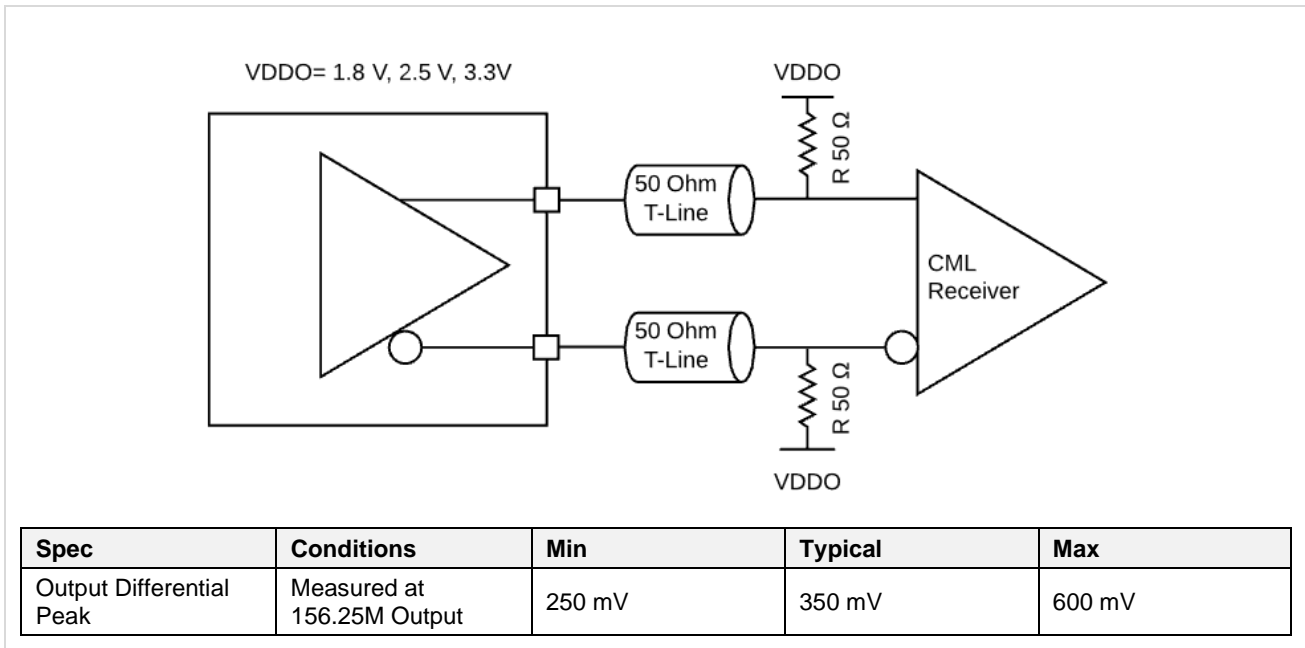 VDDO= 1.8 V, 2.5 V, 3.3V
VDDO
R 50 Ω
50 Ohm
T-Line
CML
Receiver
50 Ohm
T-Line
R 50 Ω
VDDO
Spec Conditions Min Typical Max
Output Differential
Peak
Measured at
156.25M Output
250 mV
350 mV
600 mV